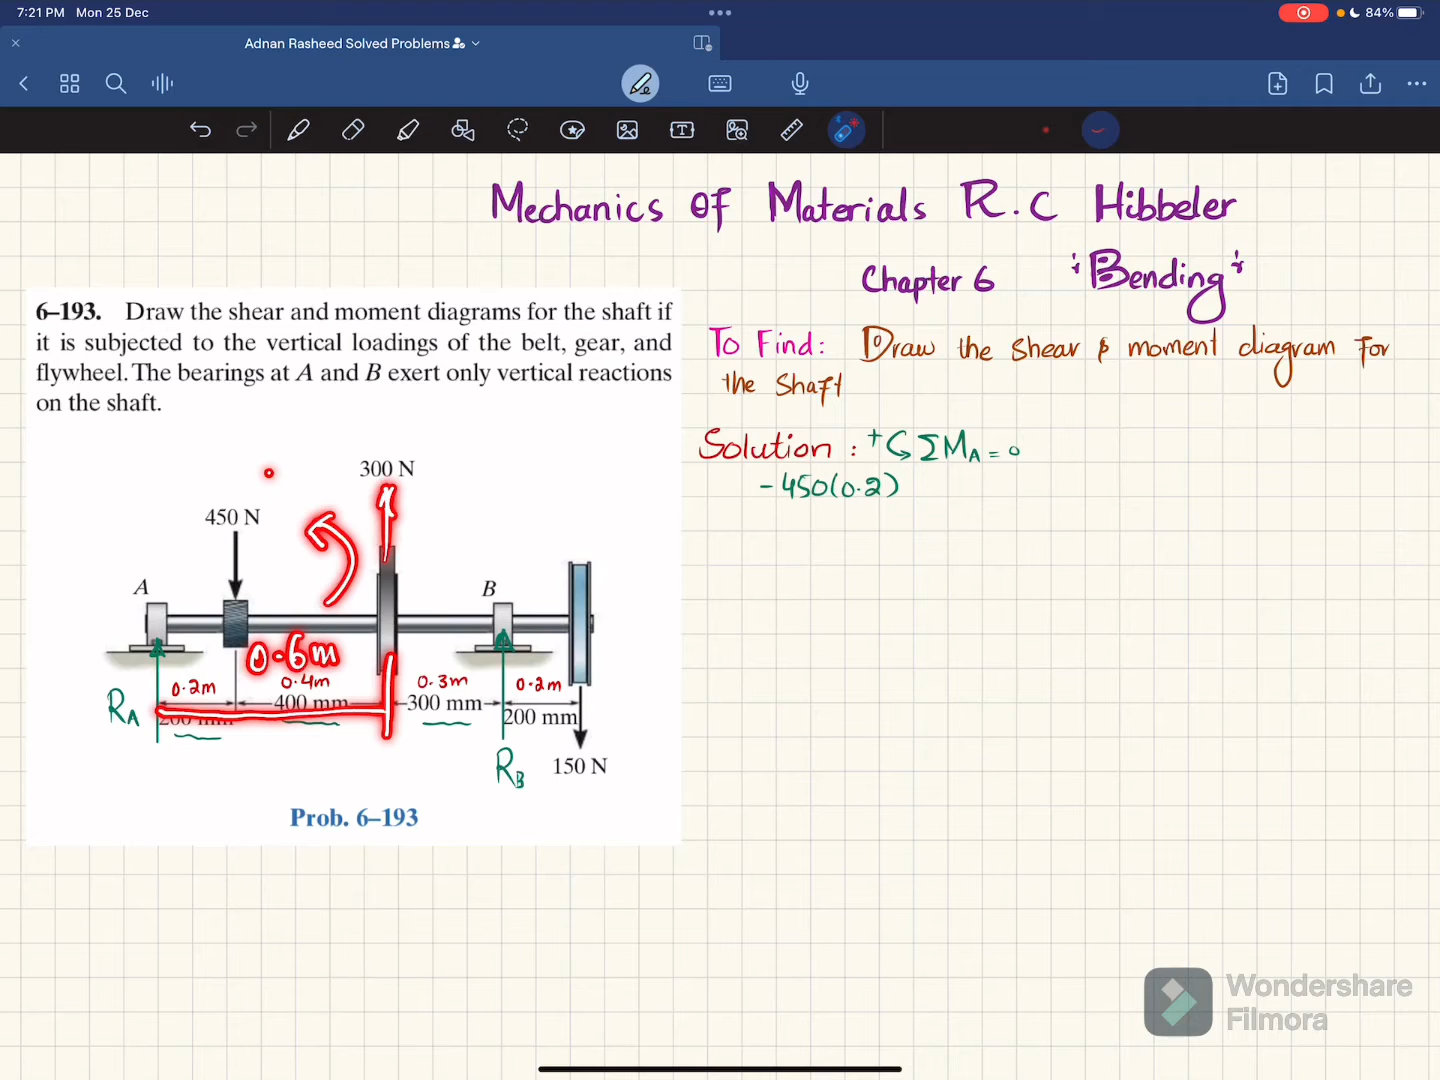 7:21 PM Mon 25 Dec
84%
Adnan Rasheed Solved Problems
Mechanics of Materials R.C Hibbeler
Chapter 6 "Bending"
6–193. Draw the shear and moment diagrams for the shaft if
it is subjected to the vertical loadings of the belt, gear, and
flywheel. The bearings at A and B exert only vertical reactions
on the shaft.
To Find: Draw the shear & moment diagram for
the Shaft
Solution : +↺ ΣMA = 0
-450(0.2)
300 N
450 N
A
B
0.6m
0.2m
0.4m
0.3m
0.2m
200 mm
400 mm
300 mm
200 mm
RA
RB
150 N
Prob. 6–193
Wondershare
Filmora